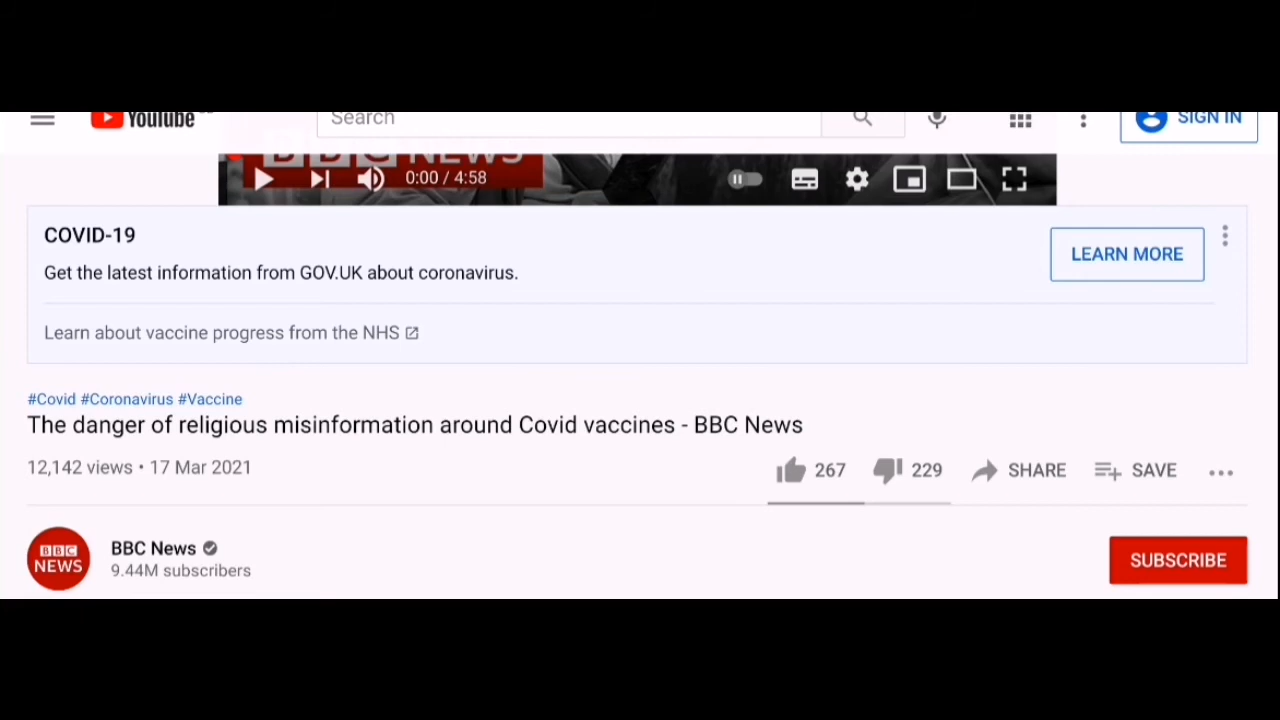 YouTube
Search
SIGN IN
BBC NEWS
0:00 / 4:58
COVID-19
Get the latest information from GOV.UK about coronavirus.
LEARN MORE
Learn about vaccine progress from the NHS
#Covid #Coronavirus #Vaccine
The danger of religious misinformation around Covid vaccines - BBC News
12,142 views • 17 Mar 2021
267 229 SHARE SAVE
BBC NEWS
BBC News
9.44M subscribers
SUBSCRIBE